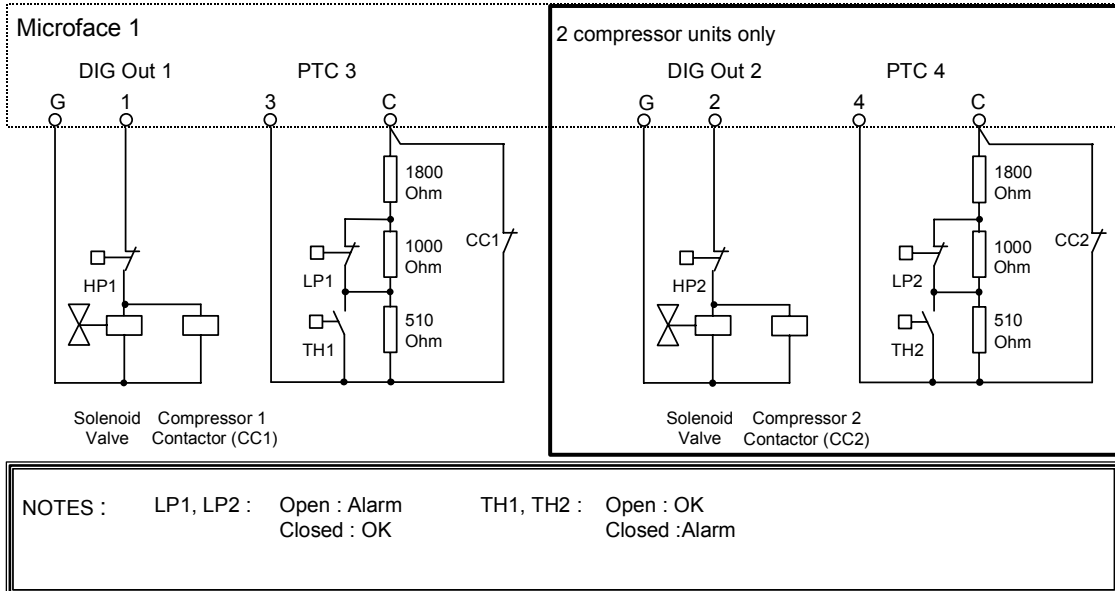 Microface 1
DIG Out 1
PTC 3
G
1
3
C
1800
Ohm
1000
Ohm
510
Ohm
HP1
LP1
TH1
CC1
Solenoid
Valve
Compressor 1
Contactor (CC1)
2 compressor units only
DIG Out 2
PTC 4
G
2
4
C
1800
Ohm
1000
Ohm
510
Ohm
HP2
LP2
TH2
CC2
Solenoid
Valve
Compressor 2
Contactor (CC2)
NOTES : LP1, LP2 : Open : Alarm TH1, TH2 : Open : OK
Closed : OK Closed :Alarm